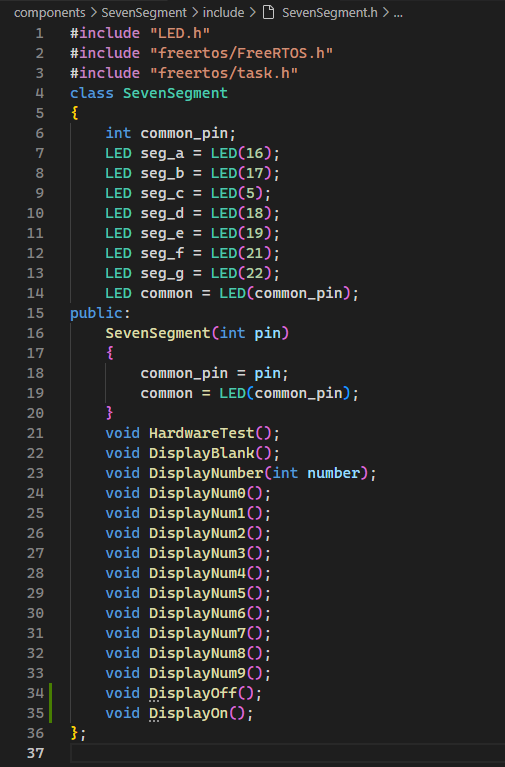 components > SevenSegment > include > SevenSegment.h > ...
1 #include "LED.h"
2 #include "freertos/FreeRTOS.h"
3 #include "freertos/task.h"
4 class SevenSegment
5 {
6     int common_pin;
7     LED seg_a = LED(16);
8     LED seg_b = LED(17);
9     LED seg_c = LED(5);
10     LED seg_d = LED(18);
11     LED seg_e = LED(19);
12     LED seg_f = LED(21);
13     LED seg_g = LED(22);
14     LED common = LED(common_pin);
15 public:
16     SevenSegment(int pin)
17     {
18         common_pin = pin;
19         common = LED(common_pin);
20     }
21     void HardwareTest();
22     void DisplayBlank();
23     void DisplayNumber(int number);
24     void DisplayNum0();
25     void DisplayNum1();
26     void DisplayNum2();
27     void DisplayNum3();
28     void DisplayNum4();
29     void DisplayNum5();
30     void DisplayNum6();
31     void DisplayNum7();
32     void DisplayNum8();
33     void DisplayNum9();
34     void DisplayOff();
35     void DisplayOn();
36 };
37